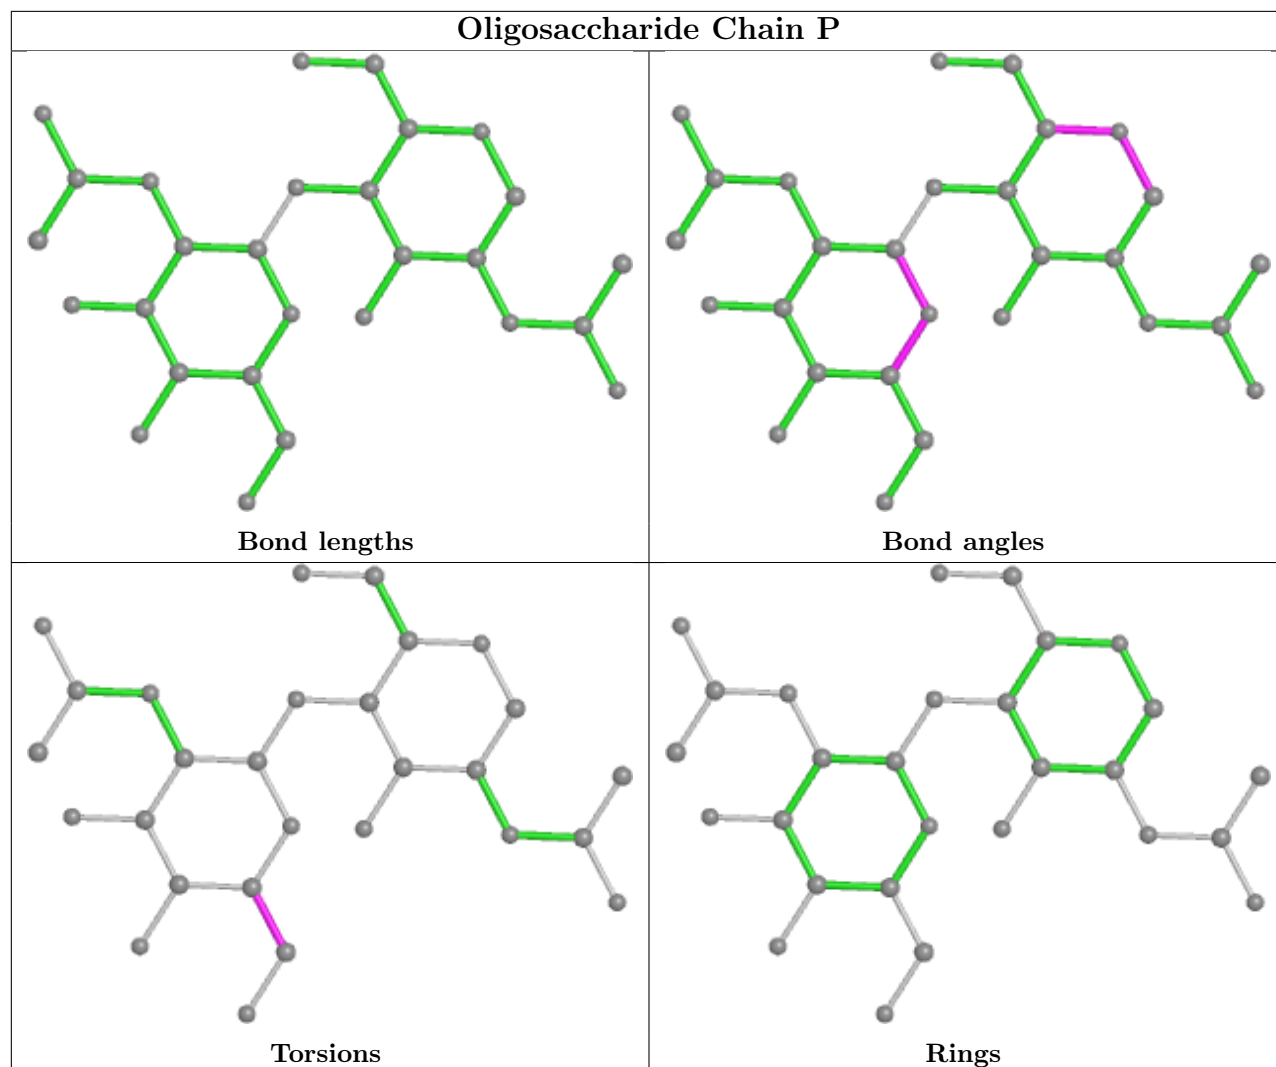 Oligosaccharide Chain P
Bond lengths
Bond angles
Torsions
Rings